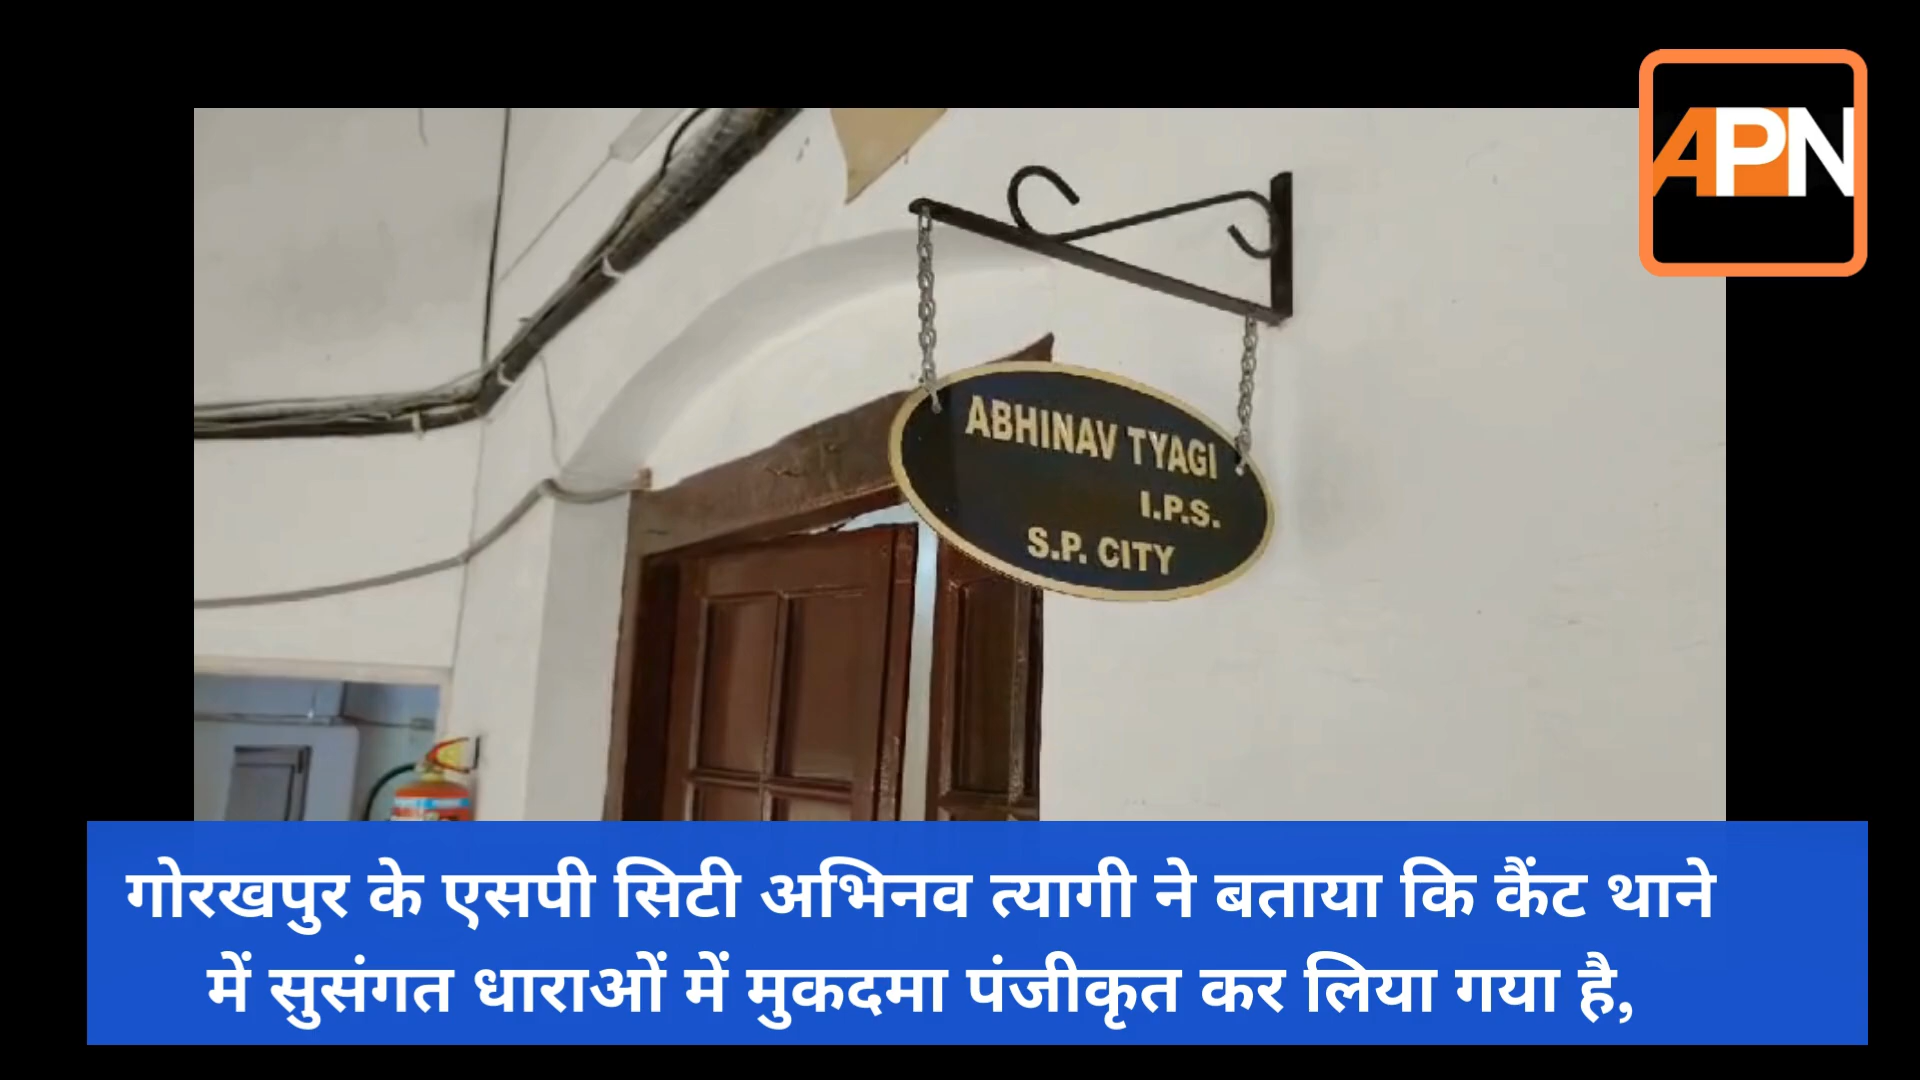 APN
ABHINAV TYAGI
I.P.S.
S.P. CITY
गोरखपुर के एसपी सिटी अभिनव त्यागी ने बताया कि कैंट थाने
में सुसंगत धाराओं में मुकदमा पंजीकृत कर लिया गया है,